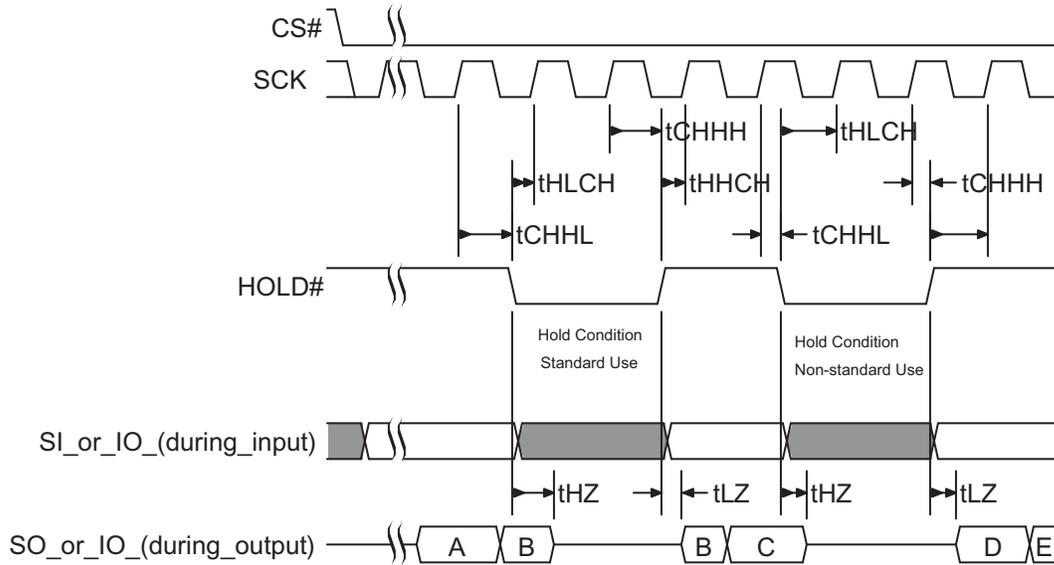 CS#
SCK
tCHHH
tHLCH
tHLCH
tHHCH
tCHHH
tCHHL
tCHHL
HOLD#
Hold Condition
Standard Use
Hold Condition
Non-standard Use
SI_or_IO_(during_input)
tHZ
tLZ
tHZ
tLZ
SO_or_IO_(during_output)
A
B
B
C
D
E